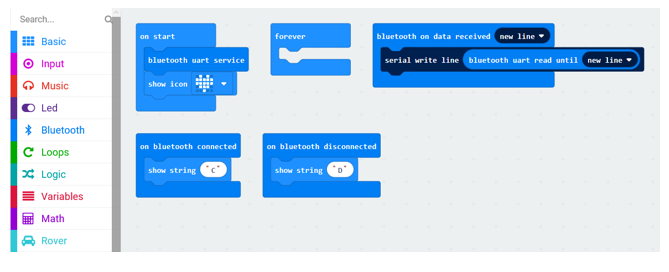 Search...
Basic
Input
Music
Led
Bluetooth
Loops
Logic
Variables
Math
Rover
on start
bluetooth uart service
show icon
forever
bluetooth on data received new line
serial write line bluetooth uart read until new line
on bluetooth connected
show string "C"
on bluetooth disconnected
show string "D"